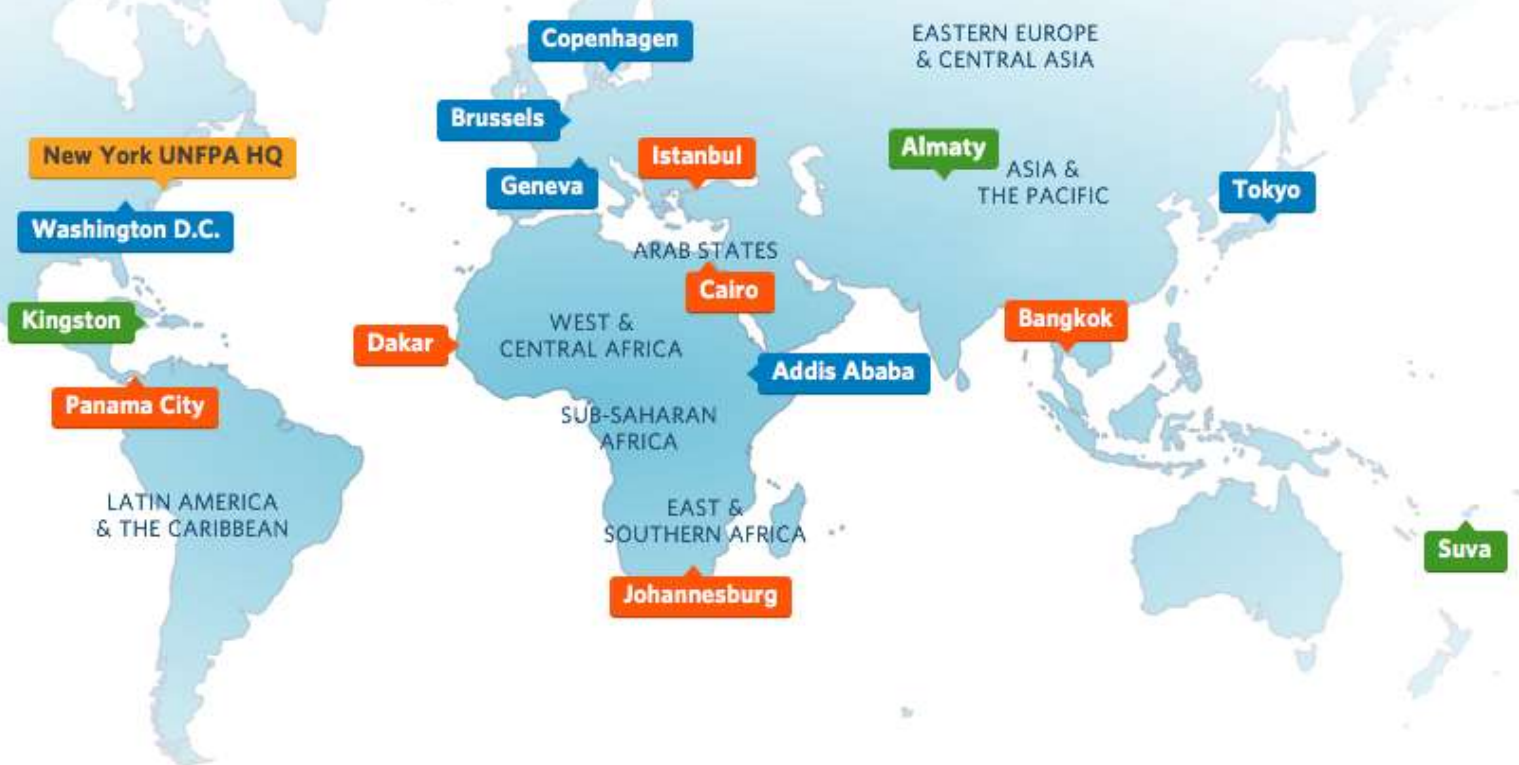 Copenhagen
EASTERN EUROPE
& CENTRAL ASIA
Brussels
New York UNFPA HQ
Istanbul
Almaty
ASIA &
THE PACIFIC
Geneva
Tokyo
Washington D.C.
ARAB STATES
Cairo
Kingston
Dakar
WEST &
CENTRAL AFRICA
Bangkok
Addis Ababa
Panama City
SUB-SAHARAN
AFRICA
LATIN AMERICA
& THE CARIBBEAN
EAST &
SOUTHERN AFRICA
Suva
Johannesburg